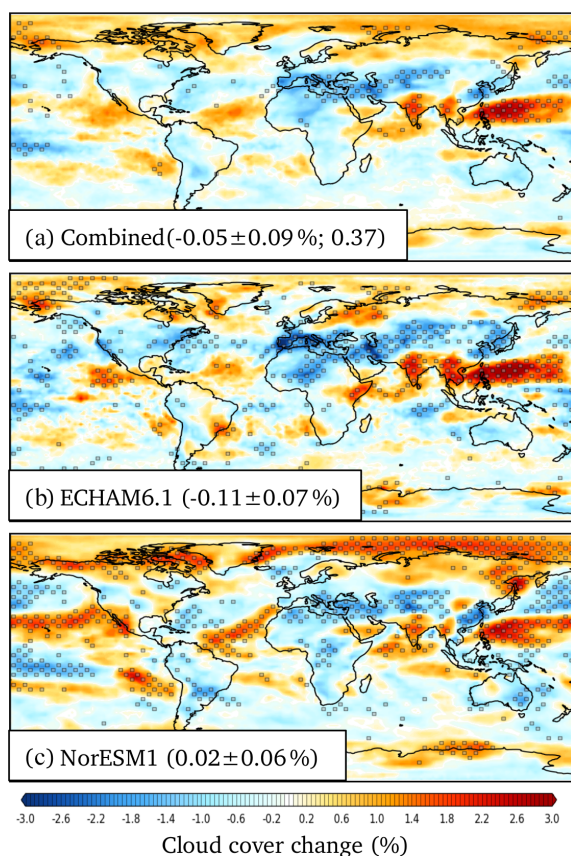 (a) Combined(-0.05±0.09%; 0.37)
(b) ECHAM6.1 (-0.11±0.07%)
(c) NorESM1 (0.02±0.06%)
-3.0 -2.6 -2.2 -1.8 -1.4 -1.0 -0.6 -0.2 0.2 0.6 1.0 1.4 1.8 2.2 2.6 3.0
Cloud cover change (%)